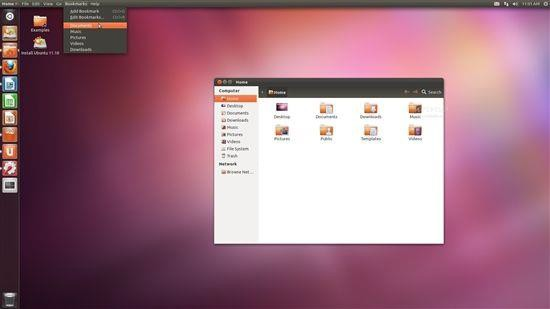 Home File Edit View Go Bookmarks Help 11:01 AM
Add Bookmark Ctrl+D
Edit Bookmarks... Ctrl+B
Documents
Music
Pictures
Videos
Downloads
Examples
Install Ubuntu 11.10
Home
Computer
Home
Desktop
Documents
Downloads
Music
Pictures
Videos
File System
Trash
Network
Browse Net...
Home Search
Desktop Documents Downloads Music
Pictures Public Templates Videos